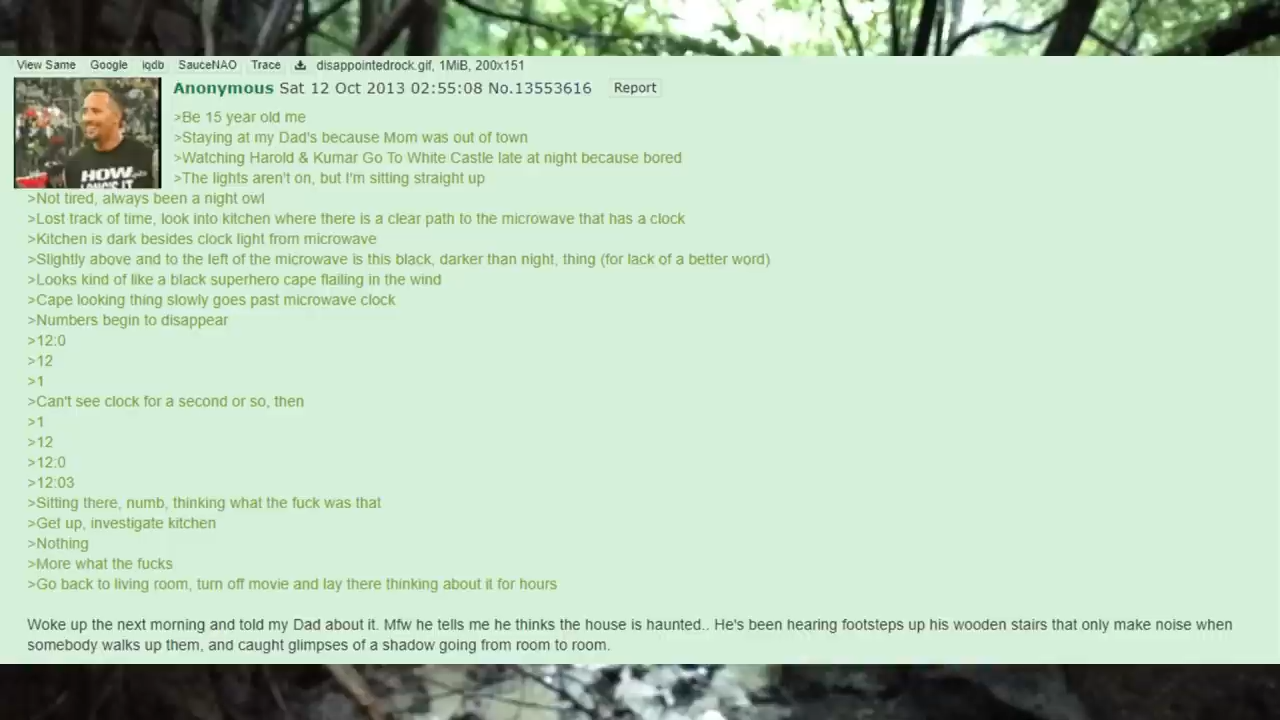 View Same Google iqdb SauceNAO Trace disappointedrock.gif, 1MiB, 200x151
Anonymous Sat 12 Oct 2013 02:55:08 No.13553616 Report
>Be 15 year old me
>Staying at my Dad's because Mom was out of town
>Watching Harold & Kumar Go To White Castle late at night because bored
>The lights aren't on, but I'm sitting straight up
HOW
LONG'S IT
>Not tired, always been a night owl
>Lost track of time, look into kitchen where there is a clear path to the microwave that has a clock
>Kitchen is dark besides clock light from microwave
>Slightly above and to the left of the microwave is this black, darker than night, thing (for lack of a better word)
>Looks kind of like a black superhero cape flailing in the wind
>Cape looking thing slowly goes past microwave clock
>Numbers begin to disappear
>12:0
>12
>1
>Can't see clock for a second or so, then
>1
>12
>12:0
>12:03
>Sitting there, numb, thinking what the fuck was that
>Get up, investigate kitchen
>Nothing
>More what the fucks
>Go back to living room, turn off movie and lay there thinking about it for hours
Woke up the next morning and told my Dad about it. Mfw he tells me he thinks the house is haunted.. He's been hearing footsteps up his wooden stairs that only make noise when
somebody walks up them, and caught glimpses of a shadow going from room to room.